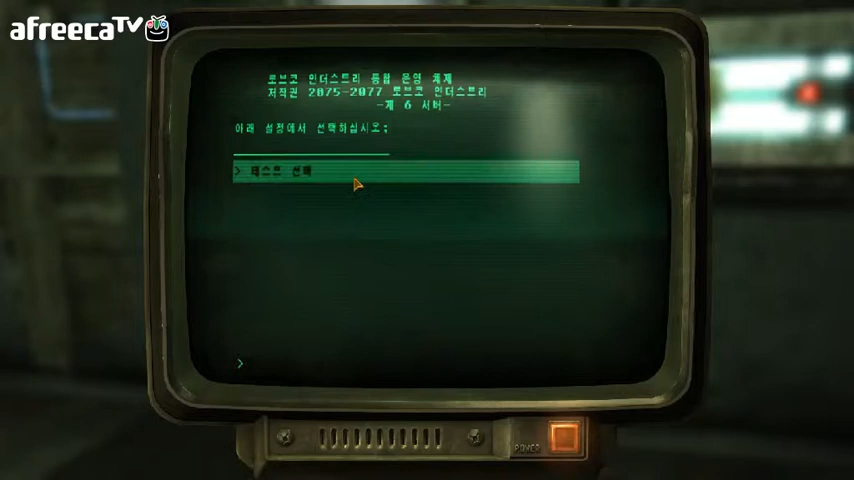 afreecaTV
로브코 인더스트리 통합 운영 체제
저작권 2075-2077 로브코 인더스트리
-제 6 서버-
아래 설정에서 선택하십시오;
> 테스트 선택
>
POWER